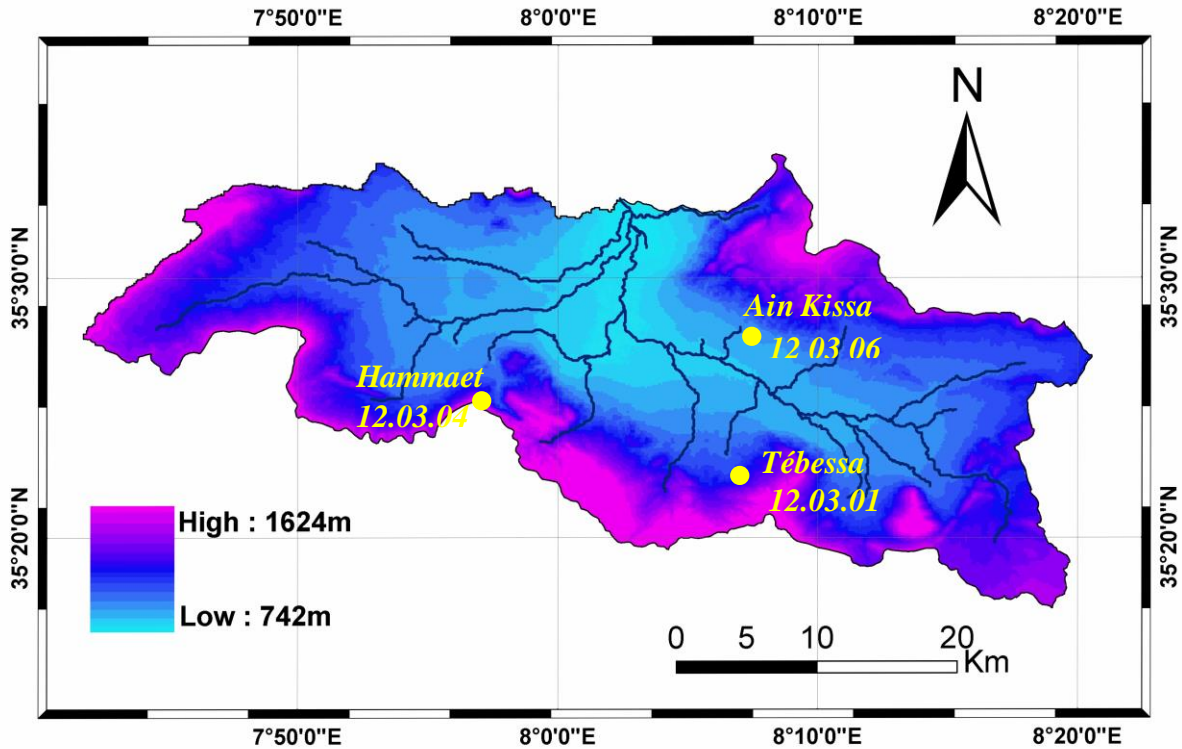 7°50'0"E 8°0'0"E 8°10'0"E 8°20'0"E
N
35°30'0"N
35°30'0"N
Ain Kissa
12 03 06
Hammaet
12.03.04
Tébessa
12.03.01
High : 1624m
35°20'0"N
35°20'0"N
Low : 742m
0 5 10 20
Km
7°50'0"E 8°0'0"E 8°10'0"E 8°20'0"E